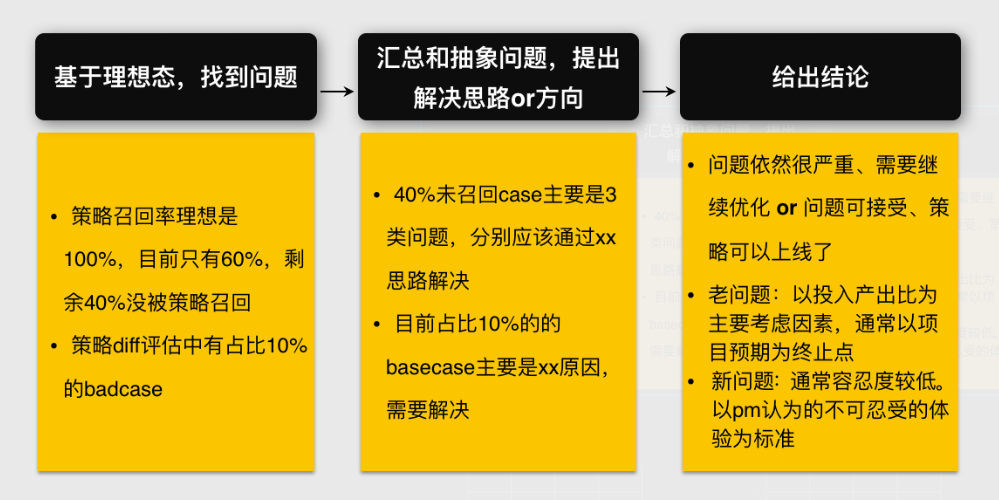 基于理想态，找到问题
汇总和抽象问题，提出
解决思路or方向
给出结论
• 策略召回率理想是
100%，目前只有60%，剩
余40%没被策略召回
• 策略diff评估中有占比10%
的badcase
• 40%未召回case主要是3
类问题，分别应该通过xx
思路解决
• 目前占比10%的的
basecase主要是xx原因，
需要解决
• 问题依然很严重、需要继
续优化 or 问题可接受、策
略可以上线了
• 老问题：以投入产出比为
主要考虑因素，通常以项
目预期为终止点
• 新问题：通常容忍度较低。
以pm认为的不可忍受的体
验为标准